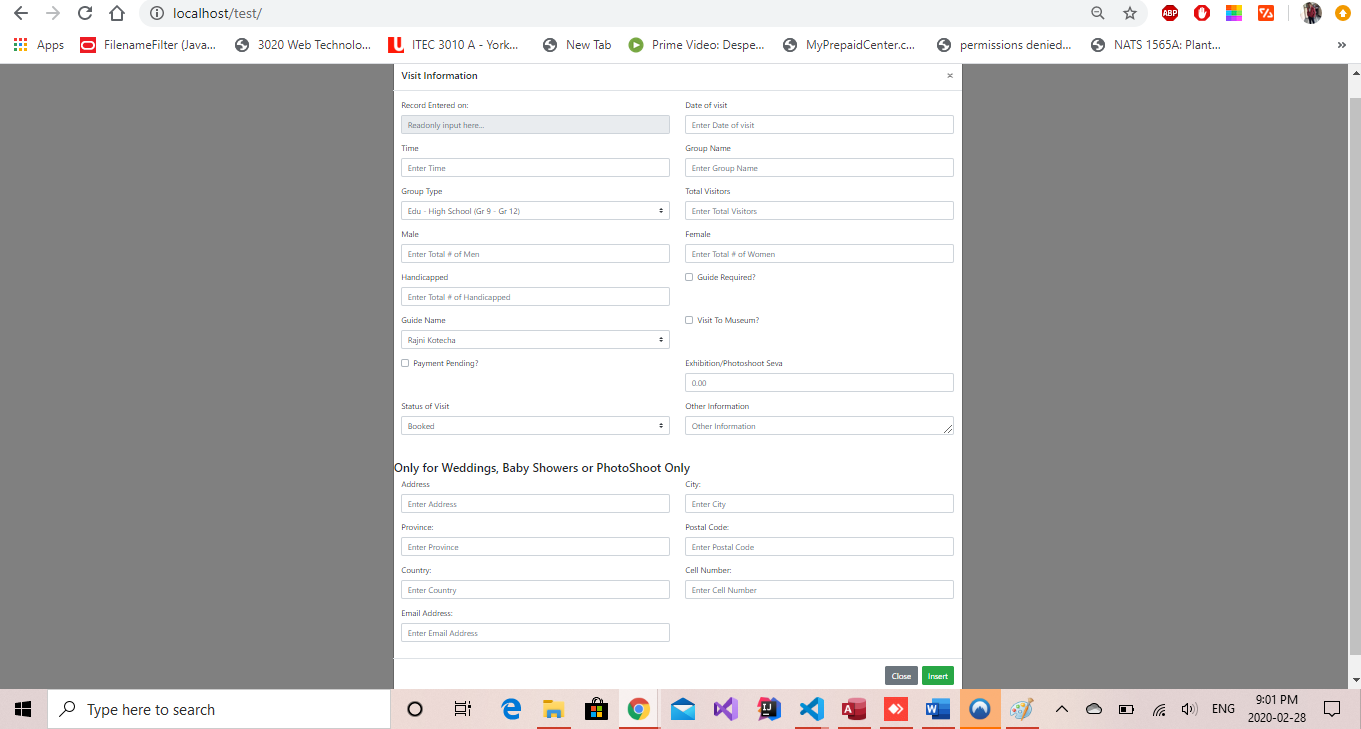 localhost/test/
ABP
Apps
FilenameFilter (Java...
3020 Web Technolo...
ITEC 3010 A - York...
New Tab
Prime Video: Despe...
MyPrepaidCenter.c...
permissions denied...
NATS 1565A: Plant...
»
Visit Information
×
Record Entered on:
Date of visit
Readonly input here...
Enter Date of visit
Time
Group Name
Enter Time
Enter Group Name
Group Type
Total Visitors
Edu - High School (Gr 9 - Gr 12)
Enter Total Visitors
Male
Female
Enter Total # of Men
Enter Total # of Women
Handicapped
Guide Required?
Enter Total # of Handicapped
Guide Name
Visit To Museum?
Rajni Kotecha
Payment Pending?
Exhibition/Photoshoot Seva
0.00
Status of Visit
Other Information
Booked
Other Information
Only for Weddings, Baby Showers or PhotoShoot Only
Address
City:
Enter Address
Enter City
Province:
Postal Code:
Enter Province
Enter Postal Code
Country:
Cell Number:
Enter Country
Enter Cell Number
Email Address:
Enter Email Address
Close
Insert
Type here to search
ENG
9:01 PM
2020-02-28